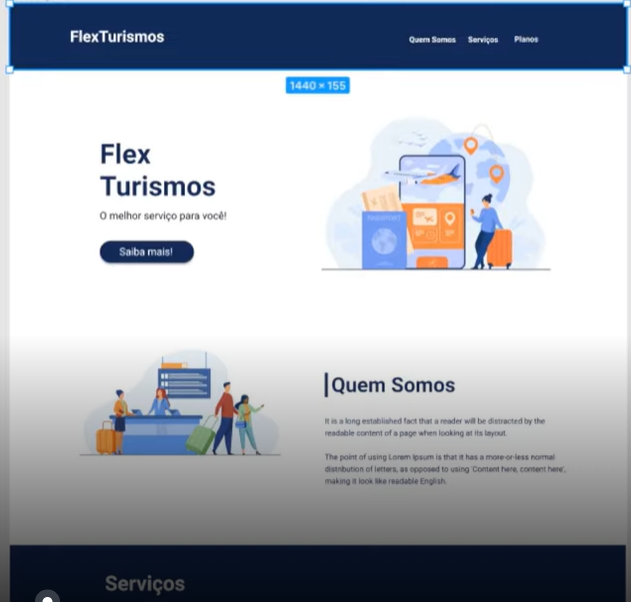 FlexTurismos
Quem Somos Serviços Planos
1440 × 155
Flex
Turismos
O melhor serviço para você!
Saiba mais!
PASSPORT
Quem Somos
It is a long established fact that a reader will be distracted by the
readable content of a page when looking at its layout.
The point of using Lorem Ipsum is that it has a more-or-less normal
distribution of letters, as opposed to using 'Content here, content here',
making it look like readable English.
Serviços